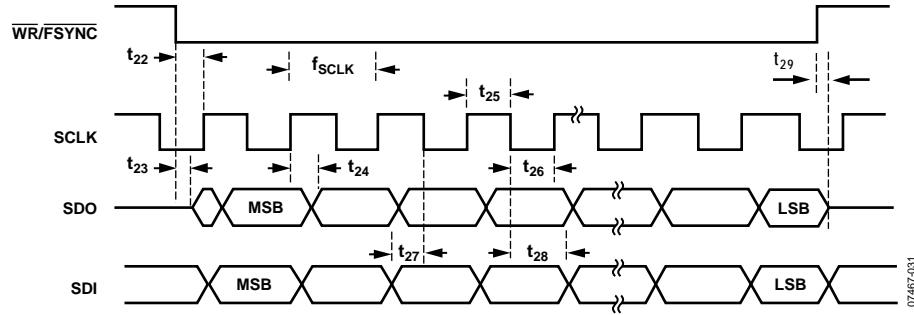 WR/FSYNC
t22
fSCLK
t25
t29
SCLK
t23
t24
t26
SDO
MSB
LSB
t27
t28
SDI
MSB
LSB
07467-031